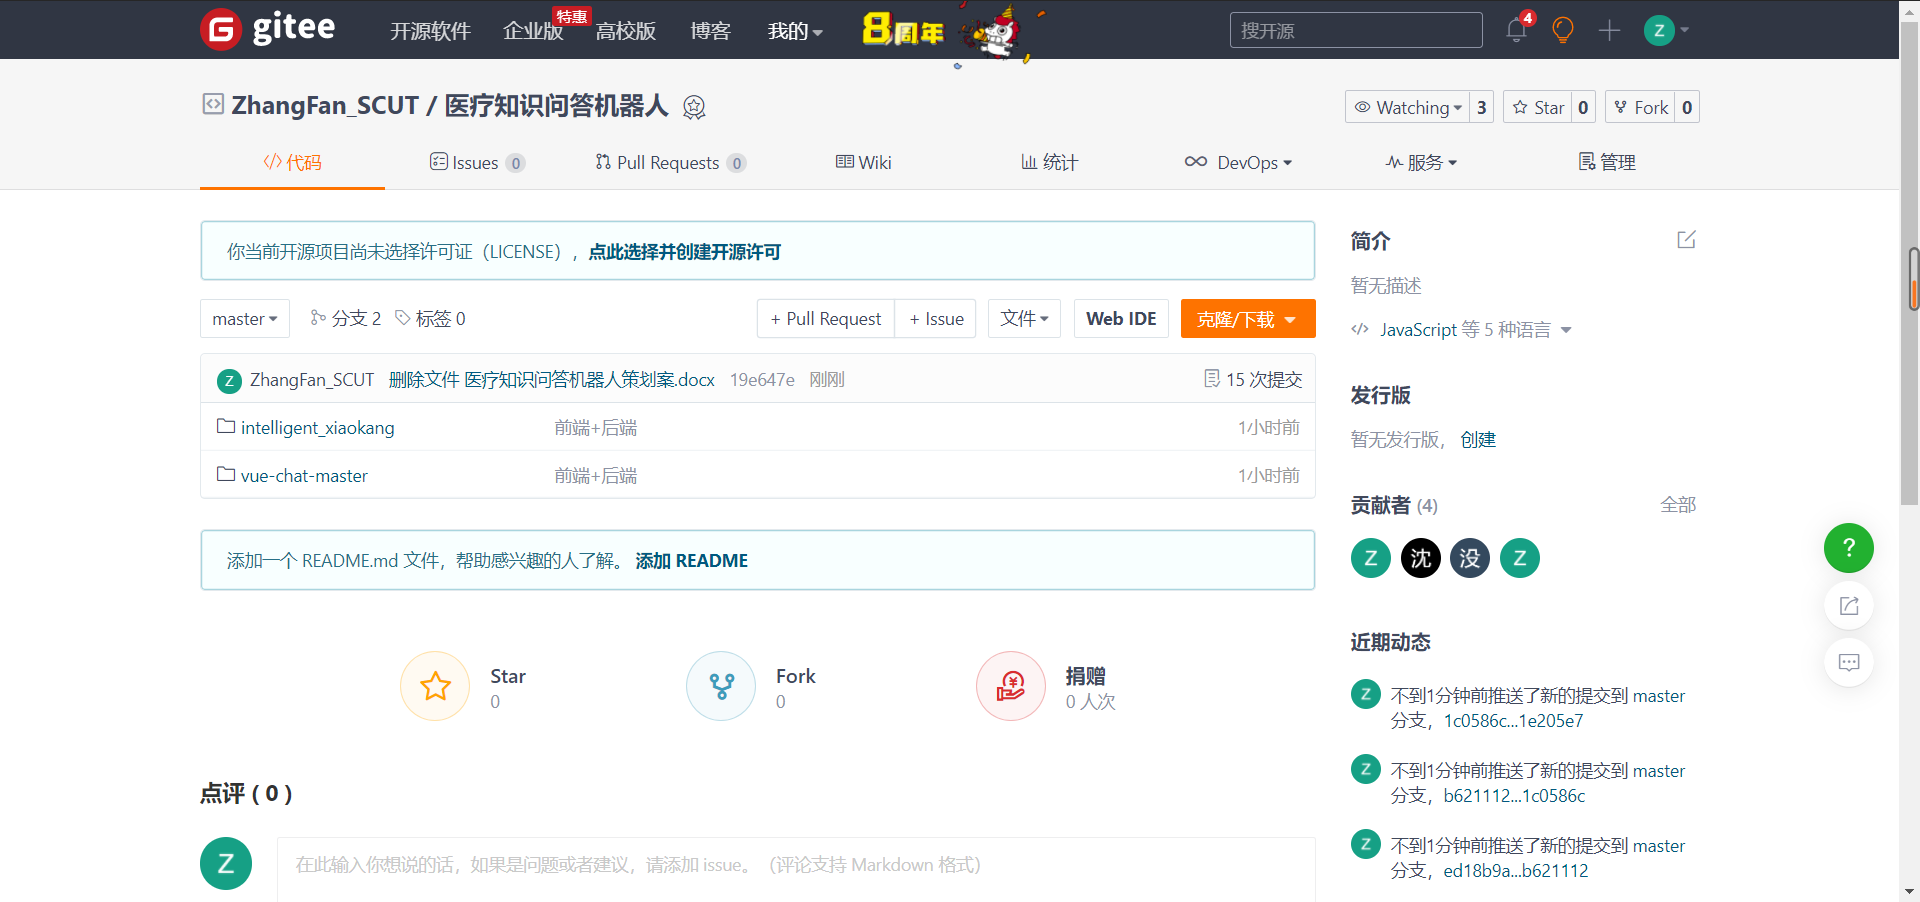 gitee 开源软件 企业版 特惠 高校版 博客 我的 8周年 搜开源 4 Z
ZhangFan_SCUT / 医疗知识问答机器人 Watching 3 Star 0 Fork 0
代码 Issues 0 Pull Requests 0 Wiki 统计 DevOps 服务 管理
你当前开源项目尚未选择许可证（LICENSE），点此选择并创建开源许可
master 分支 2 标签 0 + Pull Request + Issue 文件 Web IDE 克隆/下载
Z ZhangFan_SCUT 删除文件 医疗知识问答机器人策划案.docx 19e647e 刚刚 15 次提交
intelligent_xiaokang 前端+后端 1小时前
vue-chat-master 前端+后端 1小时前
添加一个 README.md 文件，帮助感兴趣的人了解。 添加 README
Star
0
Fork
0
捐赠
0 人次
点评 ( 0 )
Z 在此输入你想说的话，如果是问题或者建议，请添加 issue。（评论支持 Markdown 格式）
简介
暂无描述
JavaScript 等 5 种语言
发行版
暂无发行版， 创建
贡献者 (4) 全部
Z 沈 没 Z
近期动态
Z 不到1分钟前推送了新的提交到 master
分支，1c0586c...1e205e7
Z 不到1分钟前推送了新的提交到 master
分支，b621112...1c0586c
Z 不到1分钟前推送了新的提交到 master
分支，ed18b9a...b621112
?